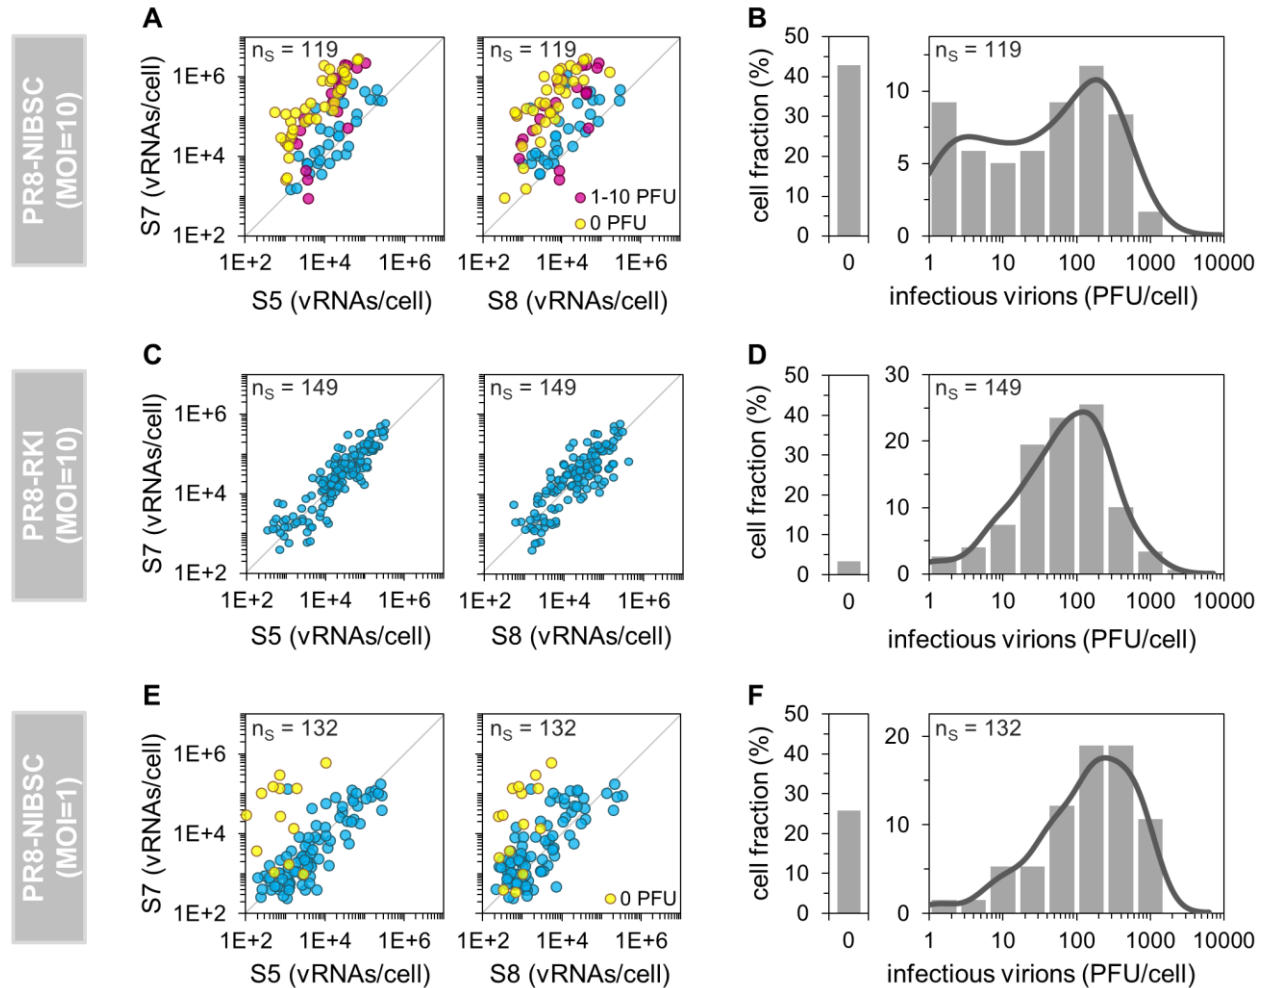 PR8-NIBSC
(MOI=10)
A
S7 (vRNAs/cell)
1E+6
1E+4
1E+2
nS = 119
1E+2 1E+4 1E+6
S5 (vRNAs/cell)
nS = 119
1-10 PFU
0 PFU
1E+2 1E+4 1E+6
S8 (vRNAs/cell)
B
cell fraction (%)
50
40
30
20
10
0
0
nS = 119
10
5
0
1 10 100 1000 10000
infectious virions (PFU/cell)
PR8-RKI
(MOI=10)
C
S7 (vRNAs/cell)
1E+6
1E+4
1E+2
nS = 149
1E+2 1E+4 1E+6
S5 (vRNAs/cell)
nS = 149
1E+2 1E+4 1E+6
S8 (vRNAs/cell)
D
cell fraction (%)
50
40
30
20
10
0
0
nS = 149
30
20
10
0
1 10 100 1000 10000
infectious virions (PFU/cell)
PR8-NIBSC
(MOI=1)
E
S7 (vRNAs/cell)
1E+6
1E+4
1E+2
nS = 132
1E+2 1E+4 1E+6
S5 (vRNAs/cell)
nS = 132
0 PFU
1E+2 1E+4 1E+6
S8 (vRNAs/cell)
F
cell fraction (%)
50
40
30
20
10
0
0
nS = 132
20
10
0
1 10 100 1000 10000
infectious virions (PFU/cell)